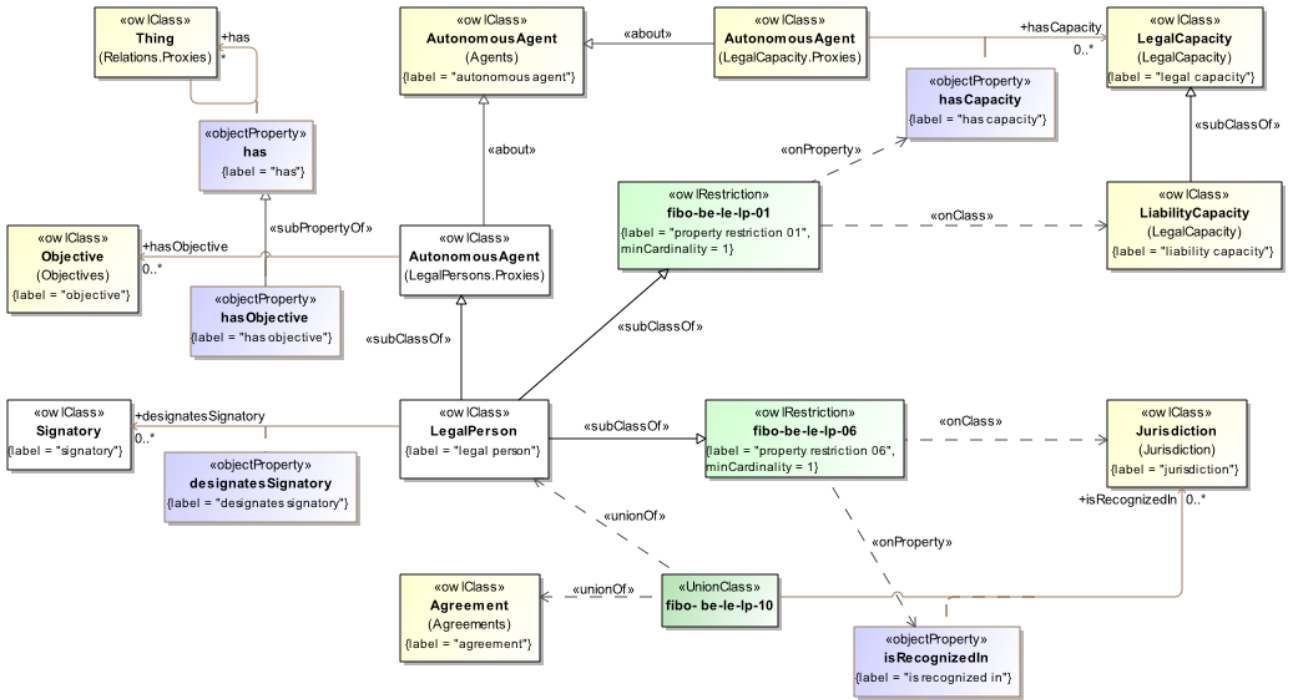 «owlClass»
Thing
(Relations.Proxies)
+has
*
«owlClass»
AutonomousAgent
(Agents)
{label = "autonomous agent"}
«about»
«owlClass»
AutonomousAgent
(LegalCapacity.Proxies)
+hasCapacity
0..*
«owlClass»
LegalCapacity
(LegalCapacity)
{label = "legal capacity"}
«objectProperty»
hasCapacity
{label = "has capacity"}
«objectProperty»
has
{label = "has"}
«about»
«onProperty»
«subClassOf»
«owlRestriction»
fibo-be-le-lp-01
{label = "property restriction 01",
minCardinality = 1}
«onClass»
«owlClass»
LiabilityCapacity
(LegalCapacity)
{label = "liability capacity"}
«subPropertyOf»
«owlClass»
Objective
(Objectives)
{label = "objective"}
+hasObjective
0..*
«owlClass»
AutonomousAgent
(LegalPersons.Proxies)
«objectProperty»
hasObjective
{label = "has objective"}
«subClassOf»
«subClassOf»
«owlClass»
Signatory
{label = "signatory"}
+designatesSignatory
0..*
«owlClass»
LegalPerson
{label = "legal person"}
«subClassOf»
«owlRestriction»
fibo-be-le-lp-06
{label = "property restriction 06",
minCardinality = 1}
«onClass»
«owlClass»
Jurisdiction
(Jurisdiction)
{label = "jurisdiction"}
«objectProperty»
designatesSignatory
{label = "designates signatory"}
+isRecognizedIn
0..*
«unionOf»
«onProperty»
«owlClass»
Agreement
(Agreements)
{label = "agreement"}
«unionOf»
«UnionClass»
fibo- be-le-lp-10
«objectProperty»
isRecognizedIn
{label = "is recognized in"}